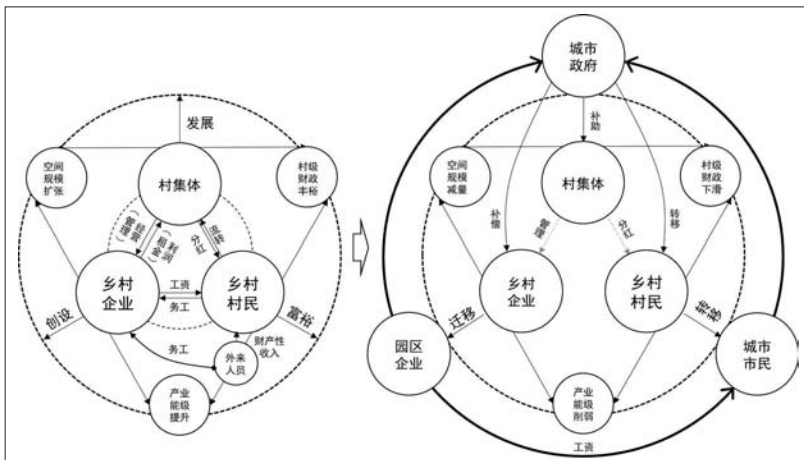 发展
空间
规模
扩张
村集体
村级
财政
丰裕
经营
（管理）
利润
（租金）
流转
分红
乡村
企业
工资
务工
乡村
村民
创设
富裕
务工
财产性
收入
外来
人员
产业
能级
提升
城市
政府
补助
空间
规模
减量
村集体
村级
财政
下滑
补偿
管理
分红
转移
乡村
企业
乡村
村民
迁移
转移
园区
企业
城市
市民
产业
能级
削弱
工资